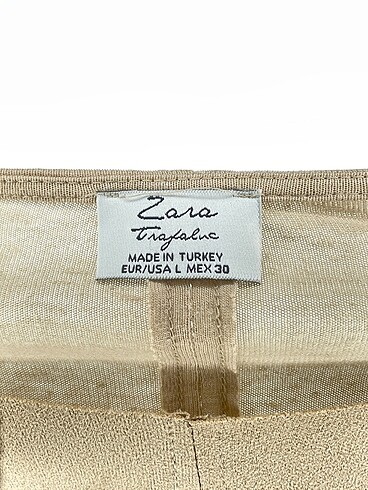 Zara
Trafaluc
MADE IN TURKEY
EUR/USA L MEX 30